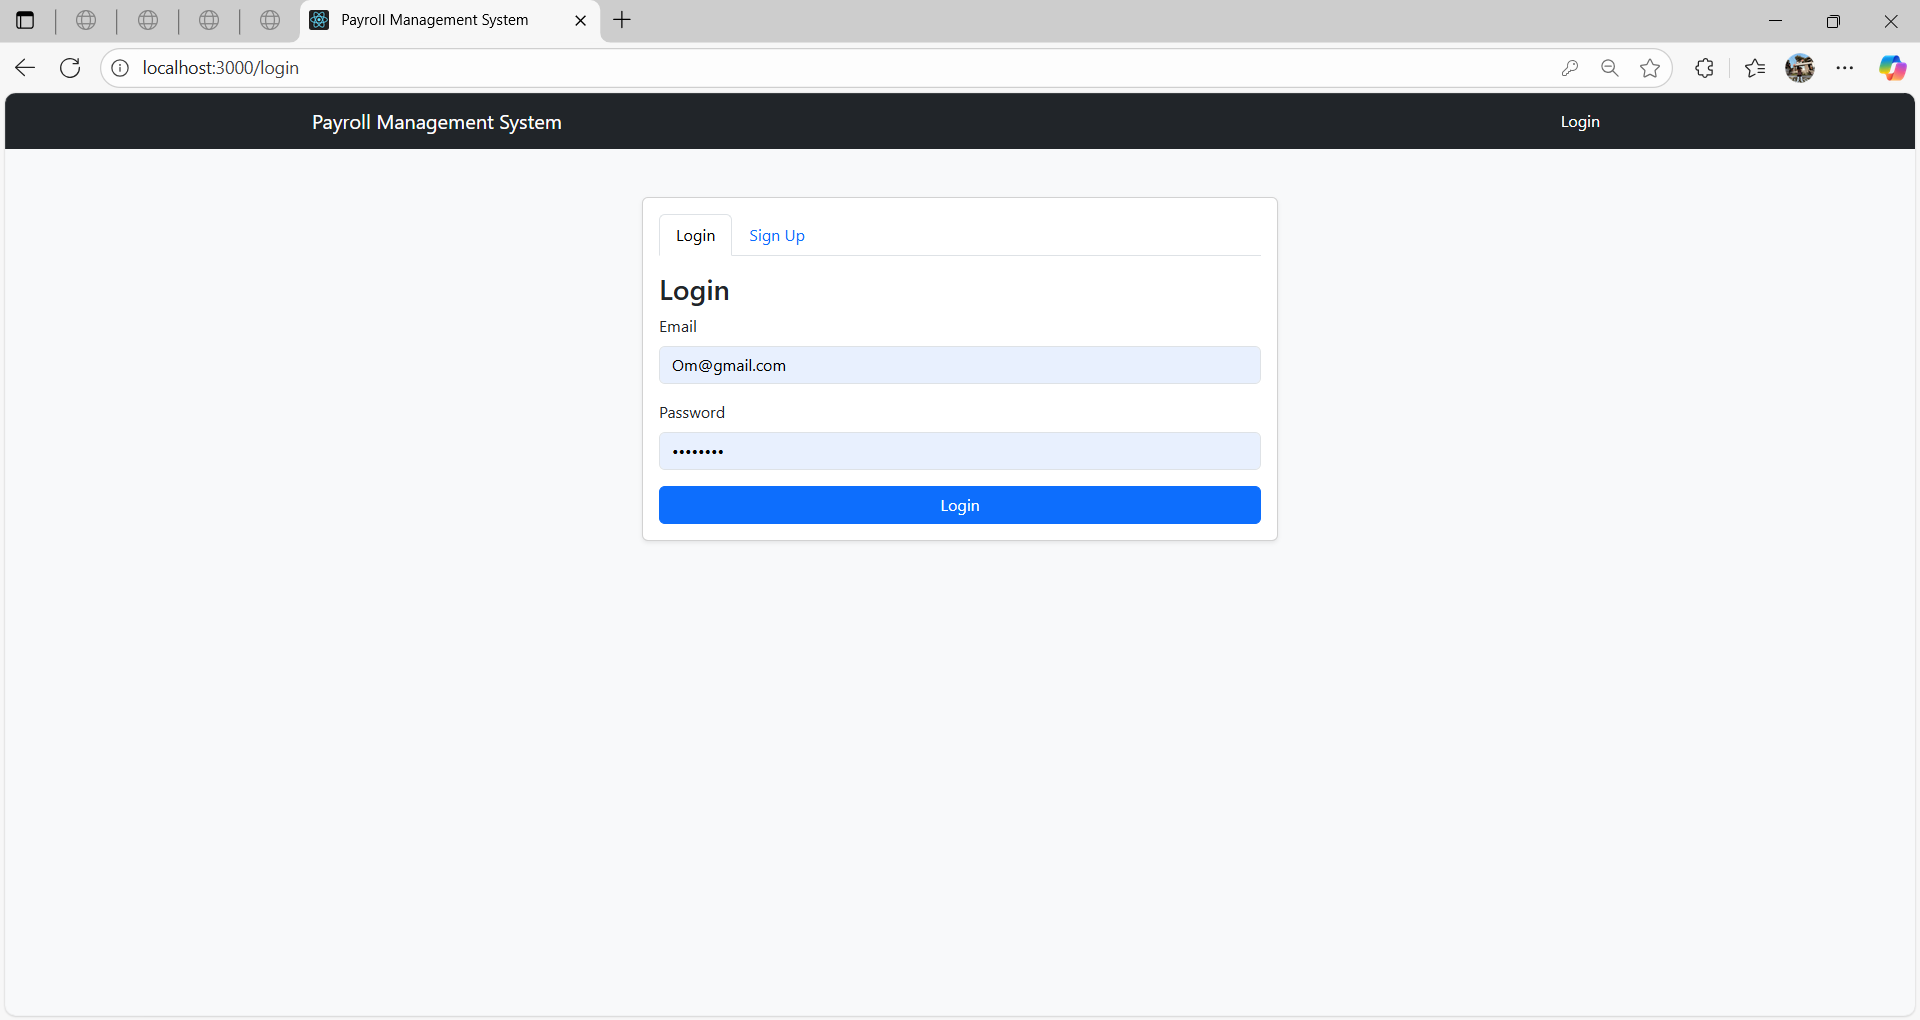 Payroll Management System
localhost:3000/login
Payroll Management System
Login
Login
Sign Up
Login
Email
Om@gmail.com
Password
••••••••
Login